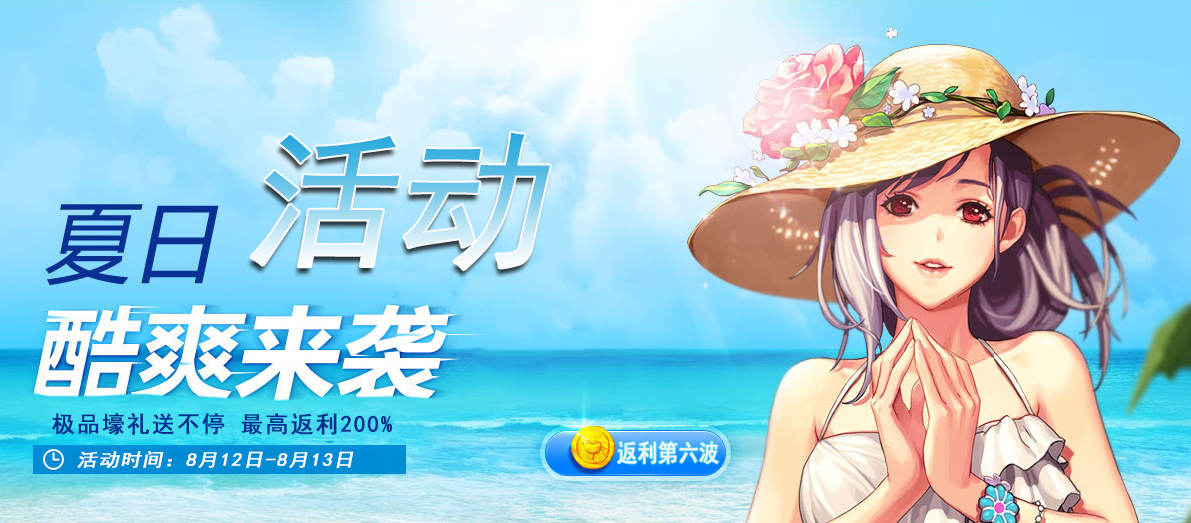 夏日 活动
酷爽来袭
极品壕礼送不停 最高返利200%
活动时间：8月12日-8月13日
返利第六波